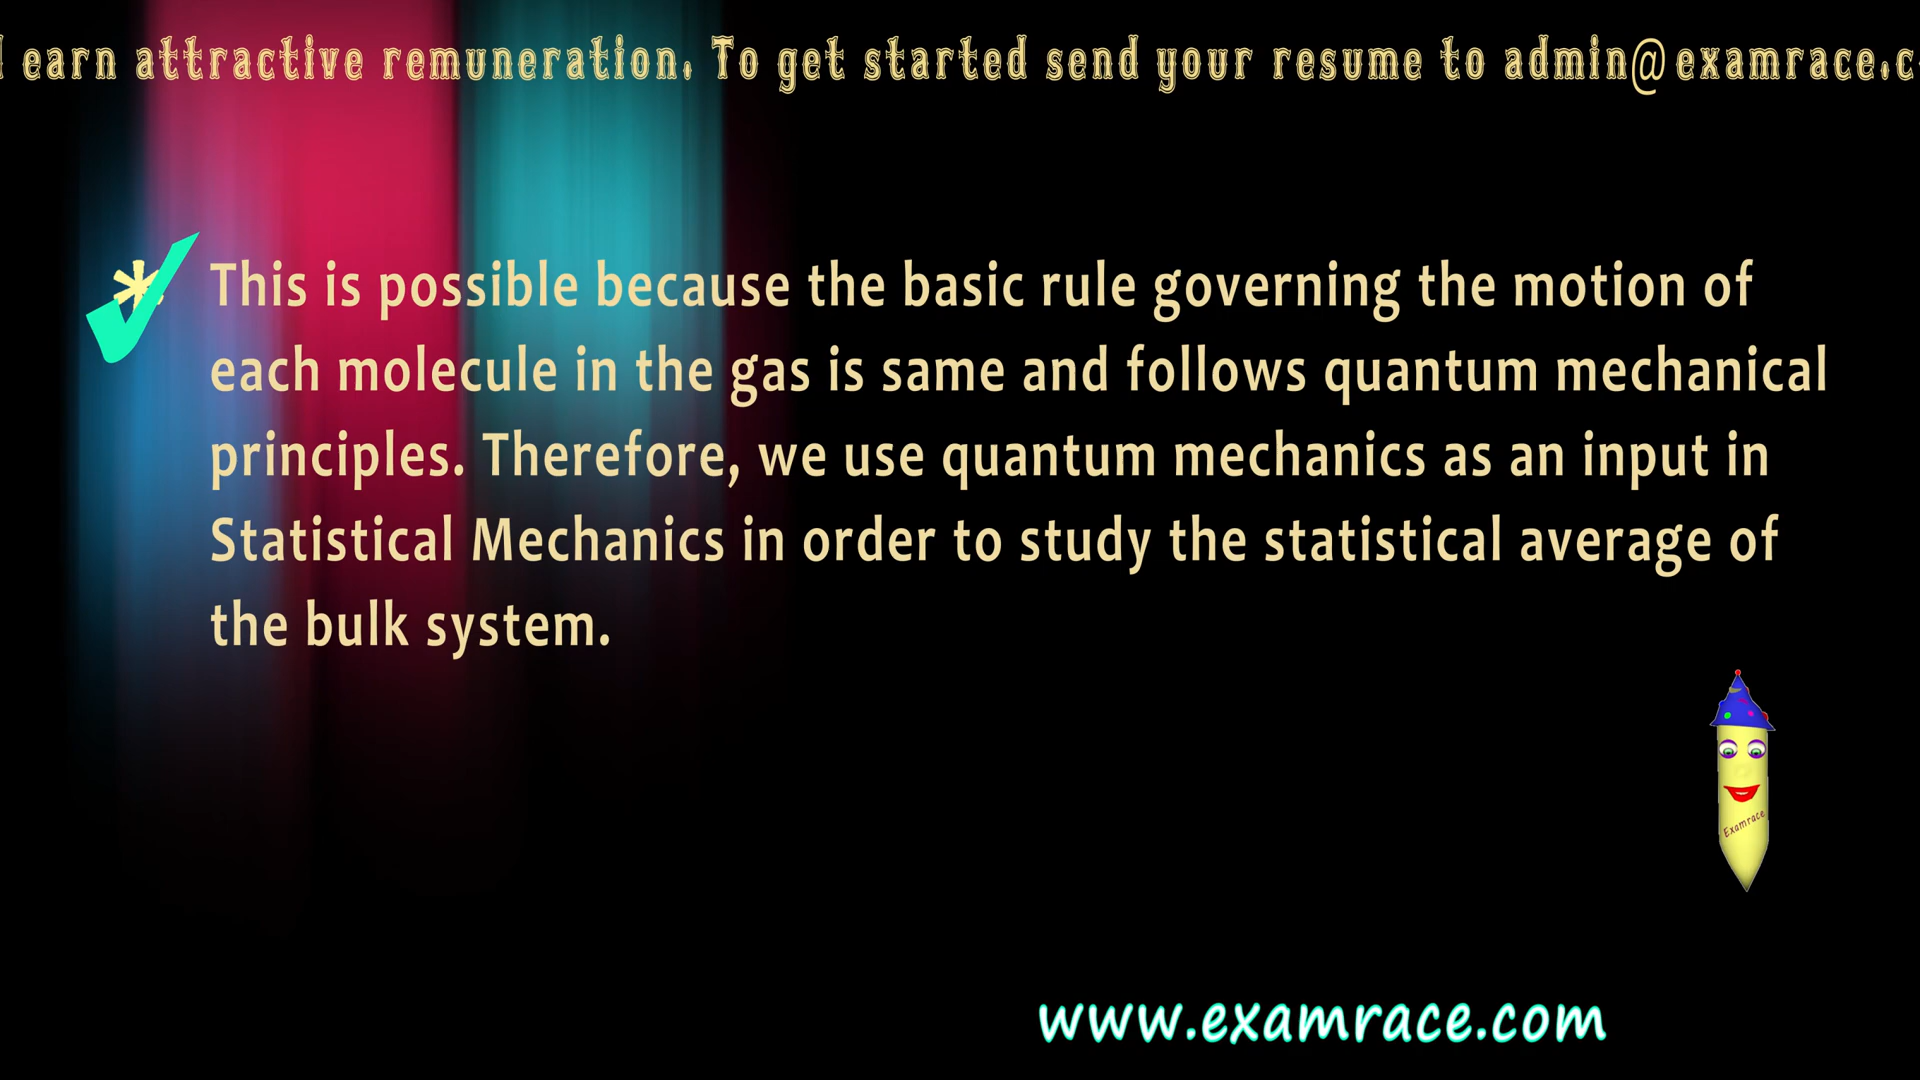 earn attractive remuneration. To get started send your resume to admin@examrace.c
* This is possible because the basic rule governing the motion of
each molecule in the gas is same and follows quantum mechanical
principles. Therefore, we use quantum mechanics as an input in
Statistical Mechanics in order to study the statistical average of
the bulk system.
Examrace
www.examrace.com